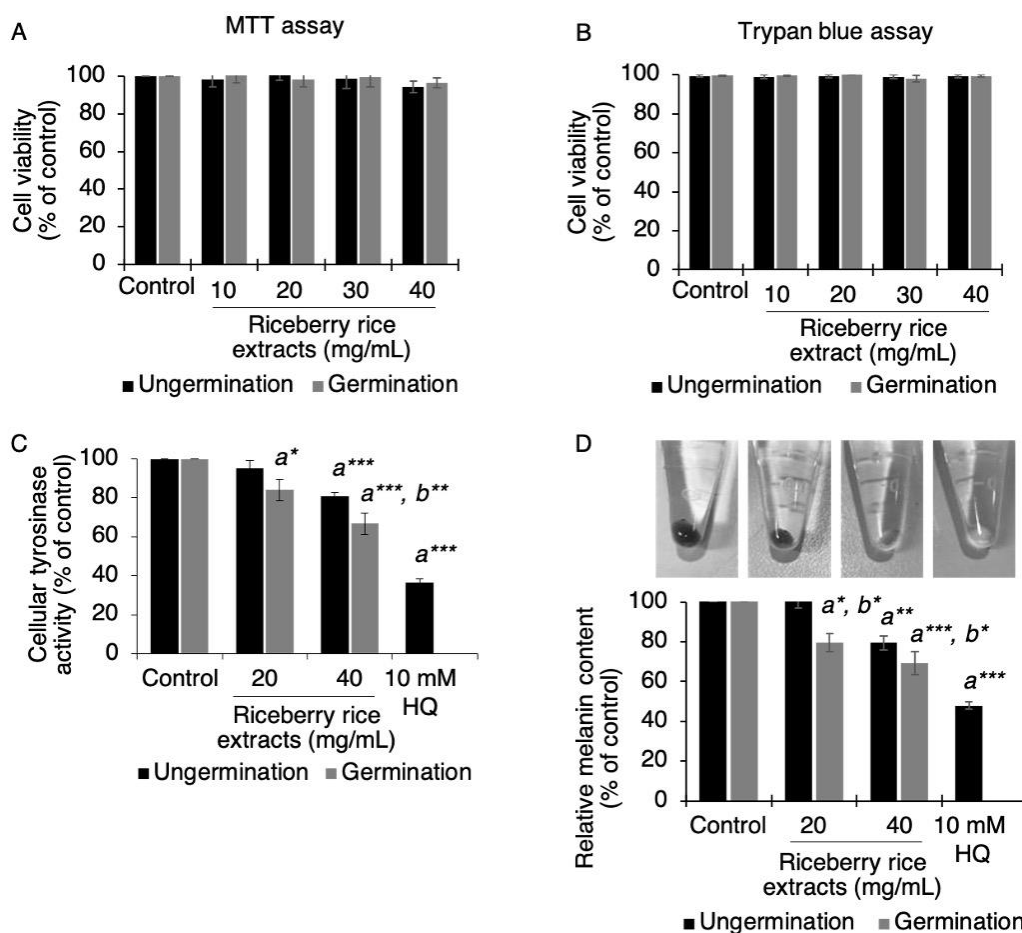 A
MTT assay
100
80
60
40
20
0
Cell viability
(% of control)
Control
10 20 30 40
Riceberry rice
extracts (mg/mL)
Ungermination Germination
B
Trypan blue assay
100
80
60
40
20
0
Cell viability
(% of control)
Control
10 20 30 40
Riceberry rice
extract (mg/mL)
Ungermination Germination
C
100
80
60
40
20
0
Cellular tyrosinase
activity (% of control)
a*
a***
a***, b**
a***
Control 20 40 10 mM
HQ
Riceberry rice
extracts (mg/mL)
Ungermination Germination
D
100
80
60
40
20
0
Relative melanin content
(% of control)
a*, b*
a**
a***, b*
a***
Control 20 40 10 mM
HQ
Riceberry rice
extracts (mg/mL)
Ungermination Germination